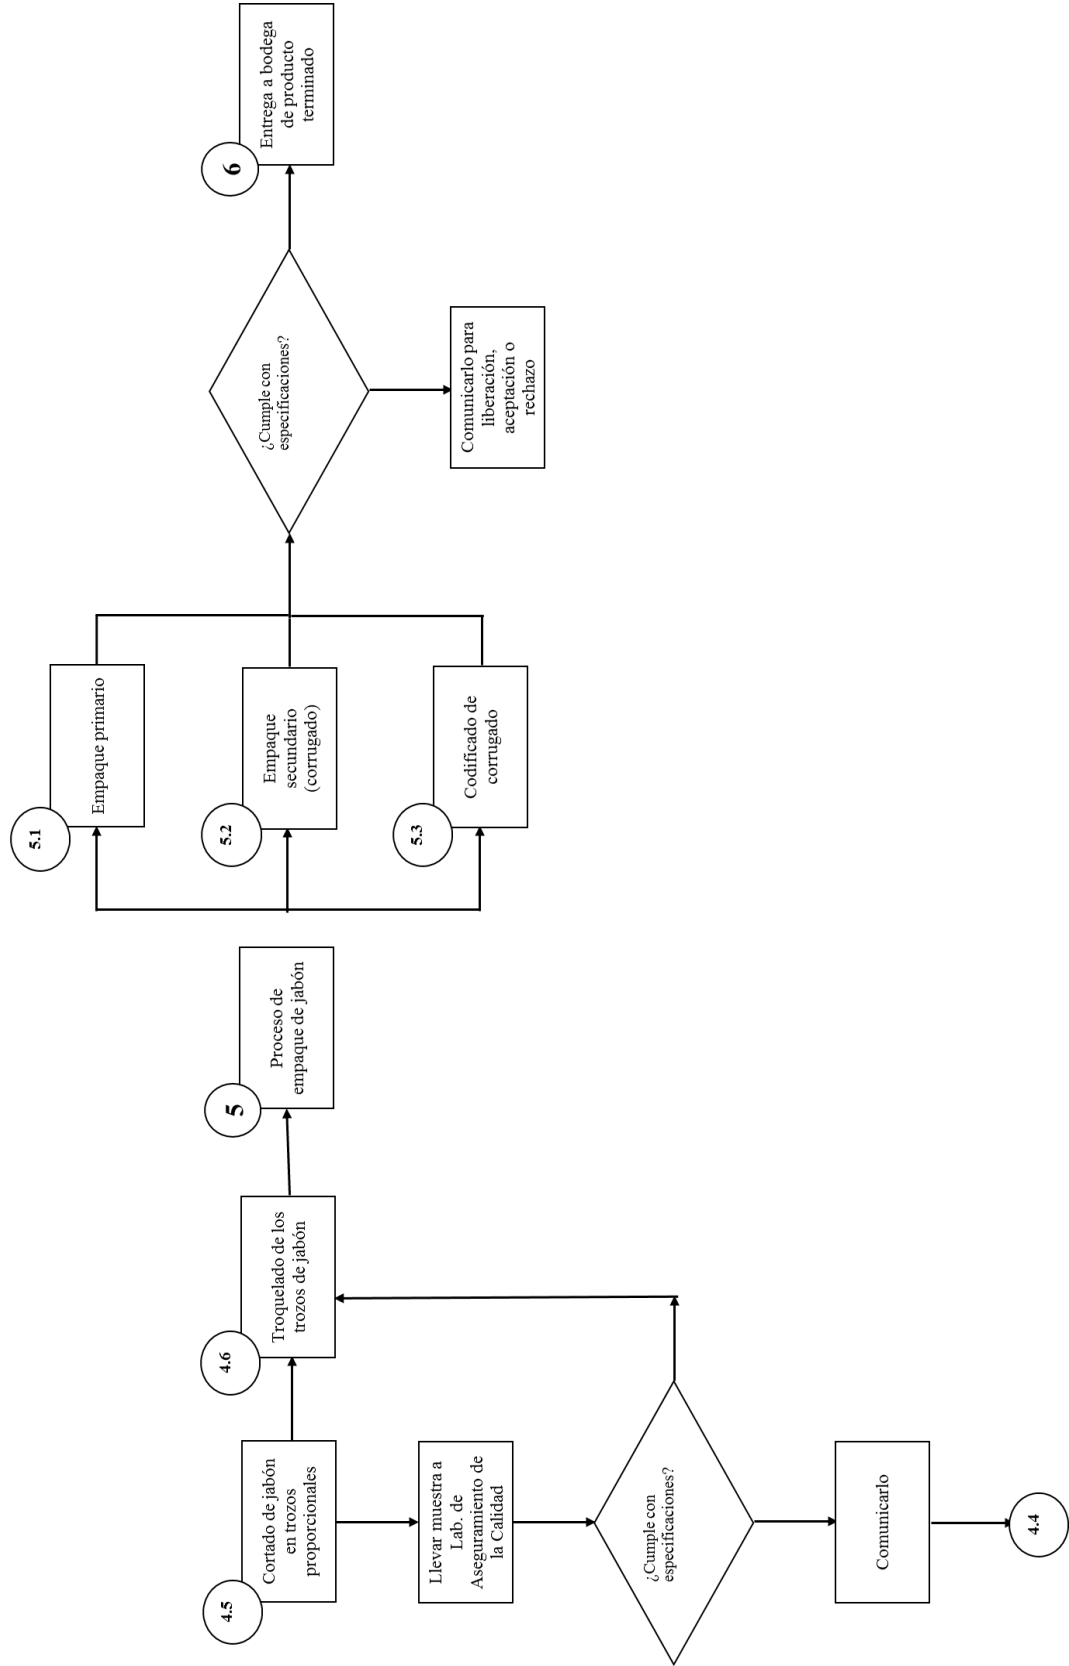 4.5
Cortado de jabón
en trozos
proporcionales
Llevar muestra a
Lab. de
Aseguramiento de
la Calidad
¿Cumple con
especificaciones?
Comunicarlo
4.4
4.6
Troquelado de los
trozos de jabón
5
Proceso de
empaque de jabón
5.1
Empaque primario
5.2
Empaque
secundario
(corrugado)
5.3
Codificado de
corrugado
¿Cumple con
especificaciones?
Comunicarlo para
liberación,
aceptación o
rechazo
6
Entrega a bodega
de producto
terminado